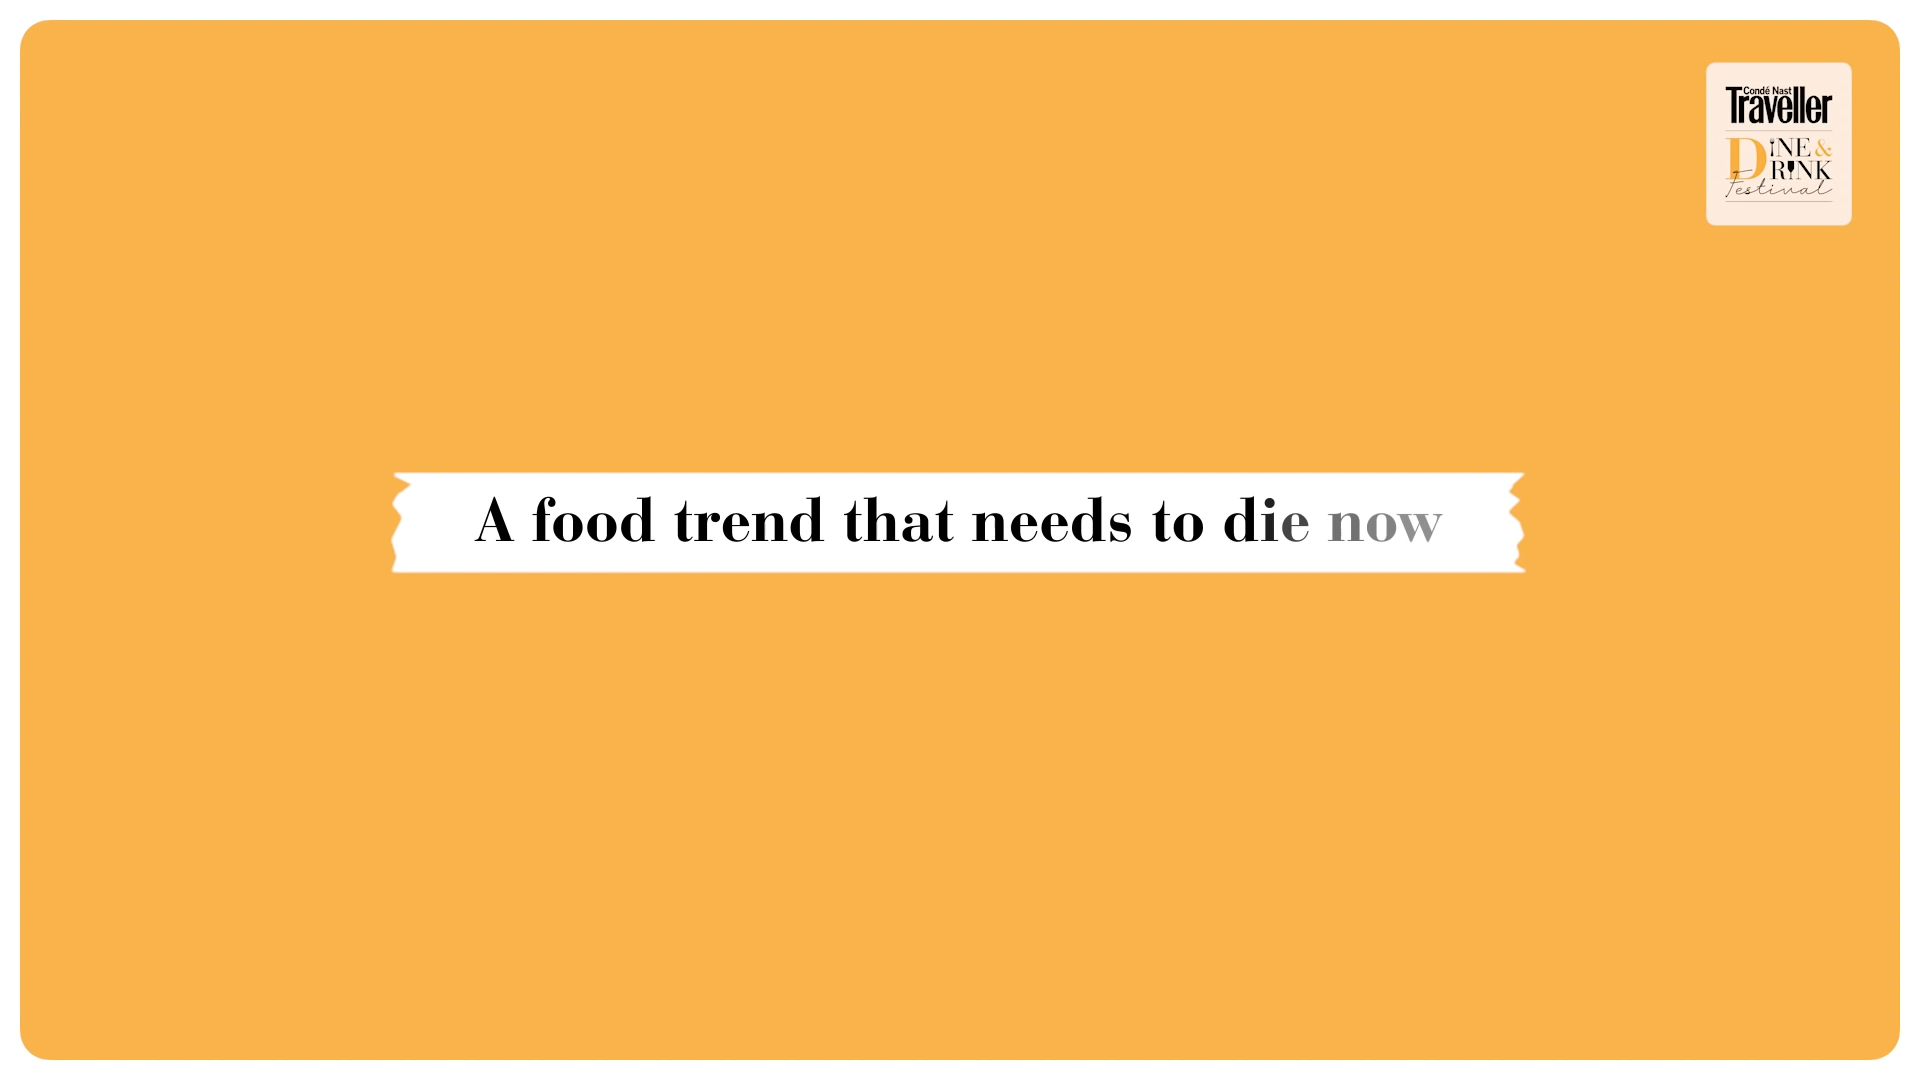 Condé Nast
Traveller
DINE &
DRINK
Festival
A food trend that needs to die now